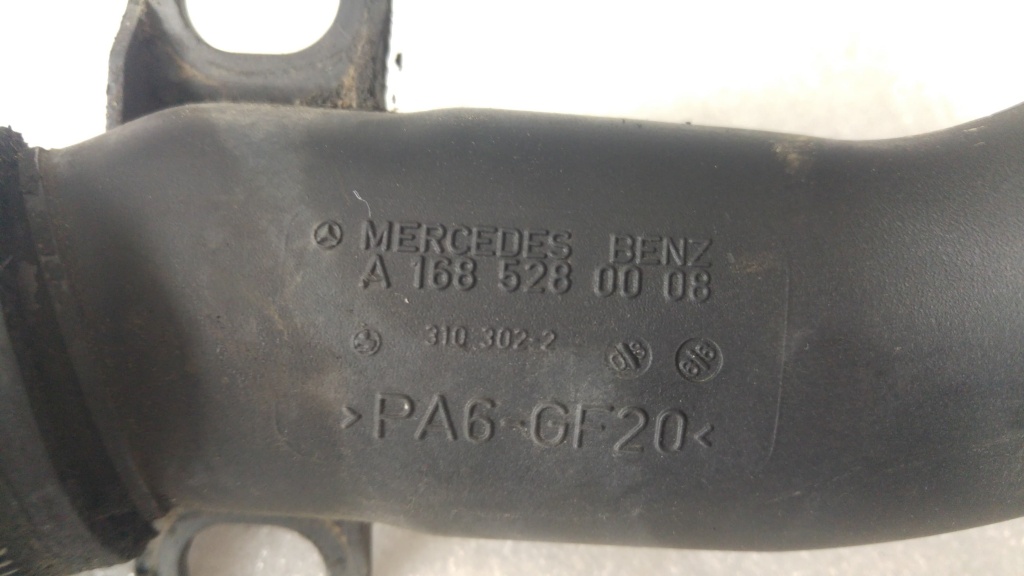 MERCEDES BENZ
A 168 528 00 08
310 302-2
>PA6-GF20<